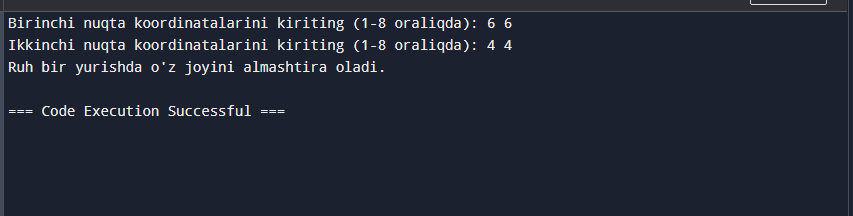 Birinchi nuqta koordinatalarini kiriting (1-8 oraliqda): 6 6
Ikkinchi nuqta koordinatalarini kiriting (1-8 oraliqda): 4 4
Ruh bir yurishda o'z joyini almashtira oladi.
=== Code Execution Successful ===